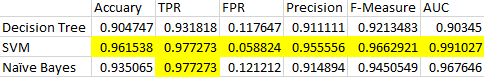 Accuary TPR FPR Precision F-Measure AUC
Decision Tree 0.904747 0.931818 0.117647 0.911111 0.9213483 0.90345
SVM 0.961538 0.977273 0.058824 0.955556 0.9662921 0.991027
Naïve Bayes 0.935065 0.977273 0.121212 0.914894 0.9450549 0.967646